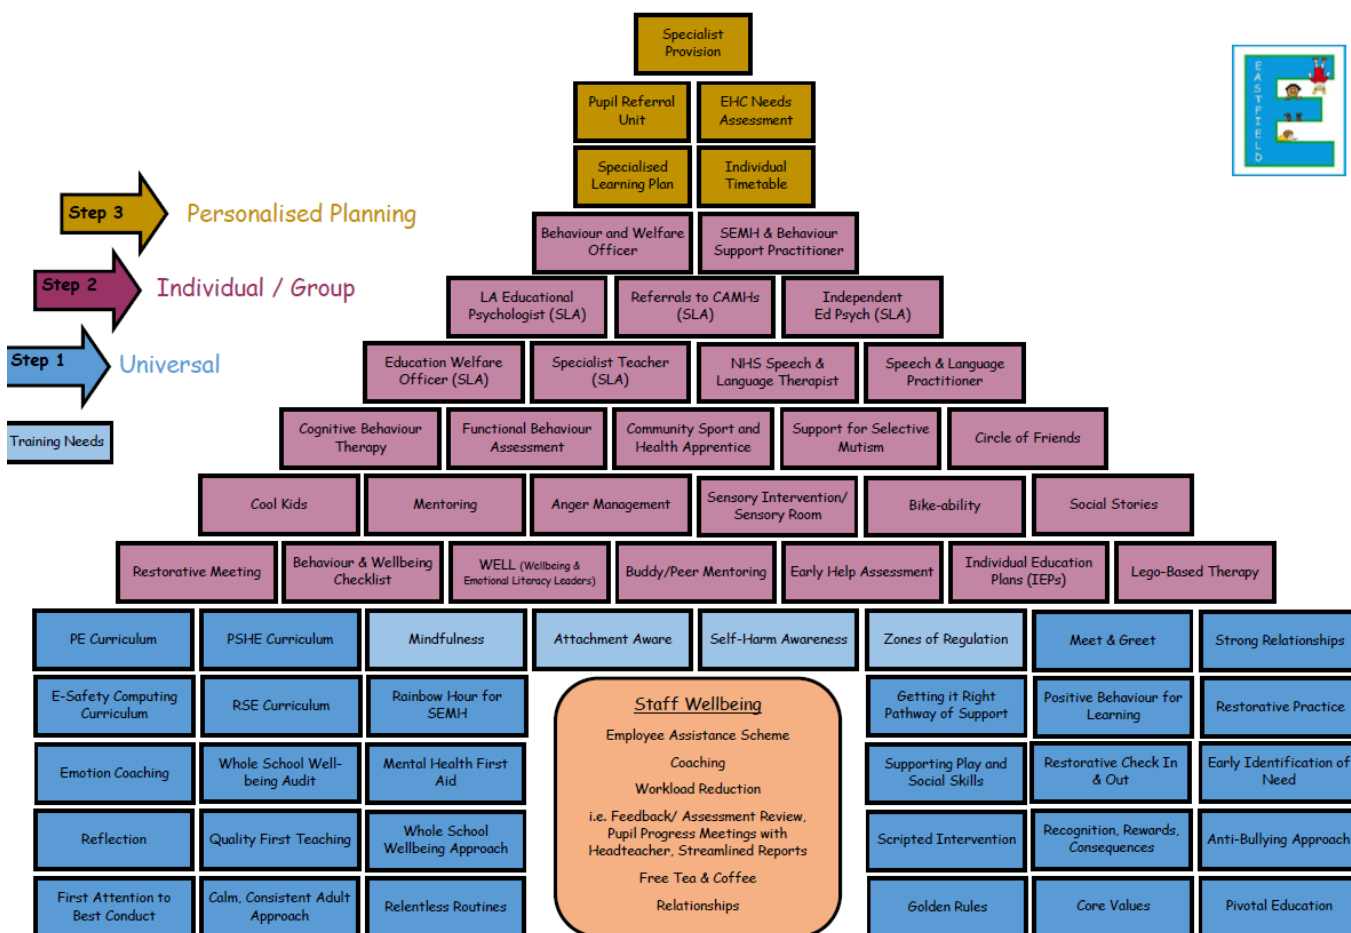 Specialist
Provision
EASTFIELD
Pupil Referral
Unit
EHC Needs
Assessment
Specialised
Learning Plan
Individual
Timetable
Step 3
Personalised Planning
Behaviour and Welfare
Officer
SEMH & Behaviour
Support Practitioner
Step 2
Individual / Group
LA Educational
Psychologist (SLA)
Referrals to CAMHs
(SLA)
Independent
Ed Psych (SLA)
Step 1
Universal
Education Welfare
Officer (SLA)
Specialist Teacher
(SLA)
NHS Speech &
Language Therapist
Speech & Language
Practitioner
Training Needs
Cognitive Behaviour
Therapy
Functional Behaviour
Assessment
Community Sport and
Health Apprentice
Support for Selective
Mutism
Circle of Friends
Cool Kids
Mentoring
Anger Management
Sensory Intervention/
Sensory Room
Bike-ability
Social Stories
Restorative Meeting
Behaviour & Wellbeing
Checklist
WELL (Wellbeing &
Emotional Literacy Leaders)
Buddy/Peer Mentoring
Early Help Assessment
Individual Education
Plans (IEPs)
Lego-Based Therapy
PE Curriculum
PSHE Curriculum
Mindfulness
Attachment Aware
Self-Harm Awareness
Zones of Regulation
Meet & Greet
Strong Relationships
E-Safety Computing
Curriculum
RSE Curriculum
Rainbow Hour for
SEMH
Staff Wellbeing
Employee Assistance Scheme
Coaching
Workload Reduction
i.e. Feedback/ Assessment Review,
Pupil Progress Meetings with
Headteacher, Streamlined Reports
Free Tea & Coffee
Relationships
Getting it Right
Pathway of Support
Positive Behaviour for
Learning
Restorative Practice
Emotion Coaching
Whole School Well-
being Audit
Mental Health First
Aid
Supporting Play and
Social Skills
Restorative Check In
& Out
Early Identification of
Need
Reflection
Quality First Teaching
Whole School
Wellbeing Approach
Scripted Intervention
Recognition, Rewards,
Consequences
Anti-Bullying Approach
First Attention to
Best Conduct
Calm, Consistent Adult
Approach
Relentless Routines
Golden Rules
Core Values
Pivotal Education